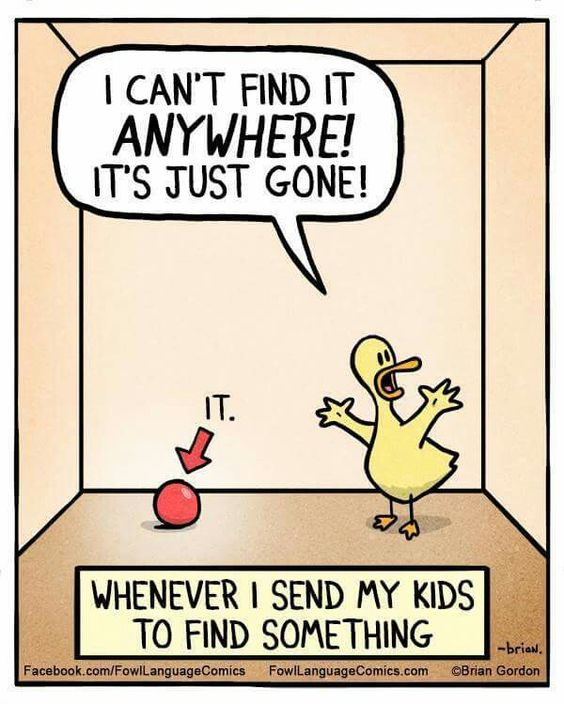 I CAN'T FIND IT
ANYWHERE!
IT'S JUST GONE!
IT.
WHENEVER I SEND MY KIDS
TO FIND SOMETHING
-brian.
Facebook.com/FowlLanguageComics FowlLanguageComics.com ©Brian Gordon